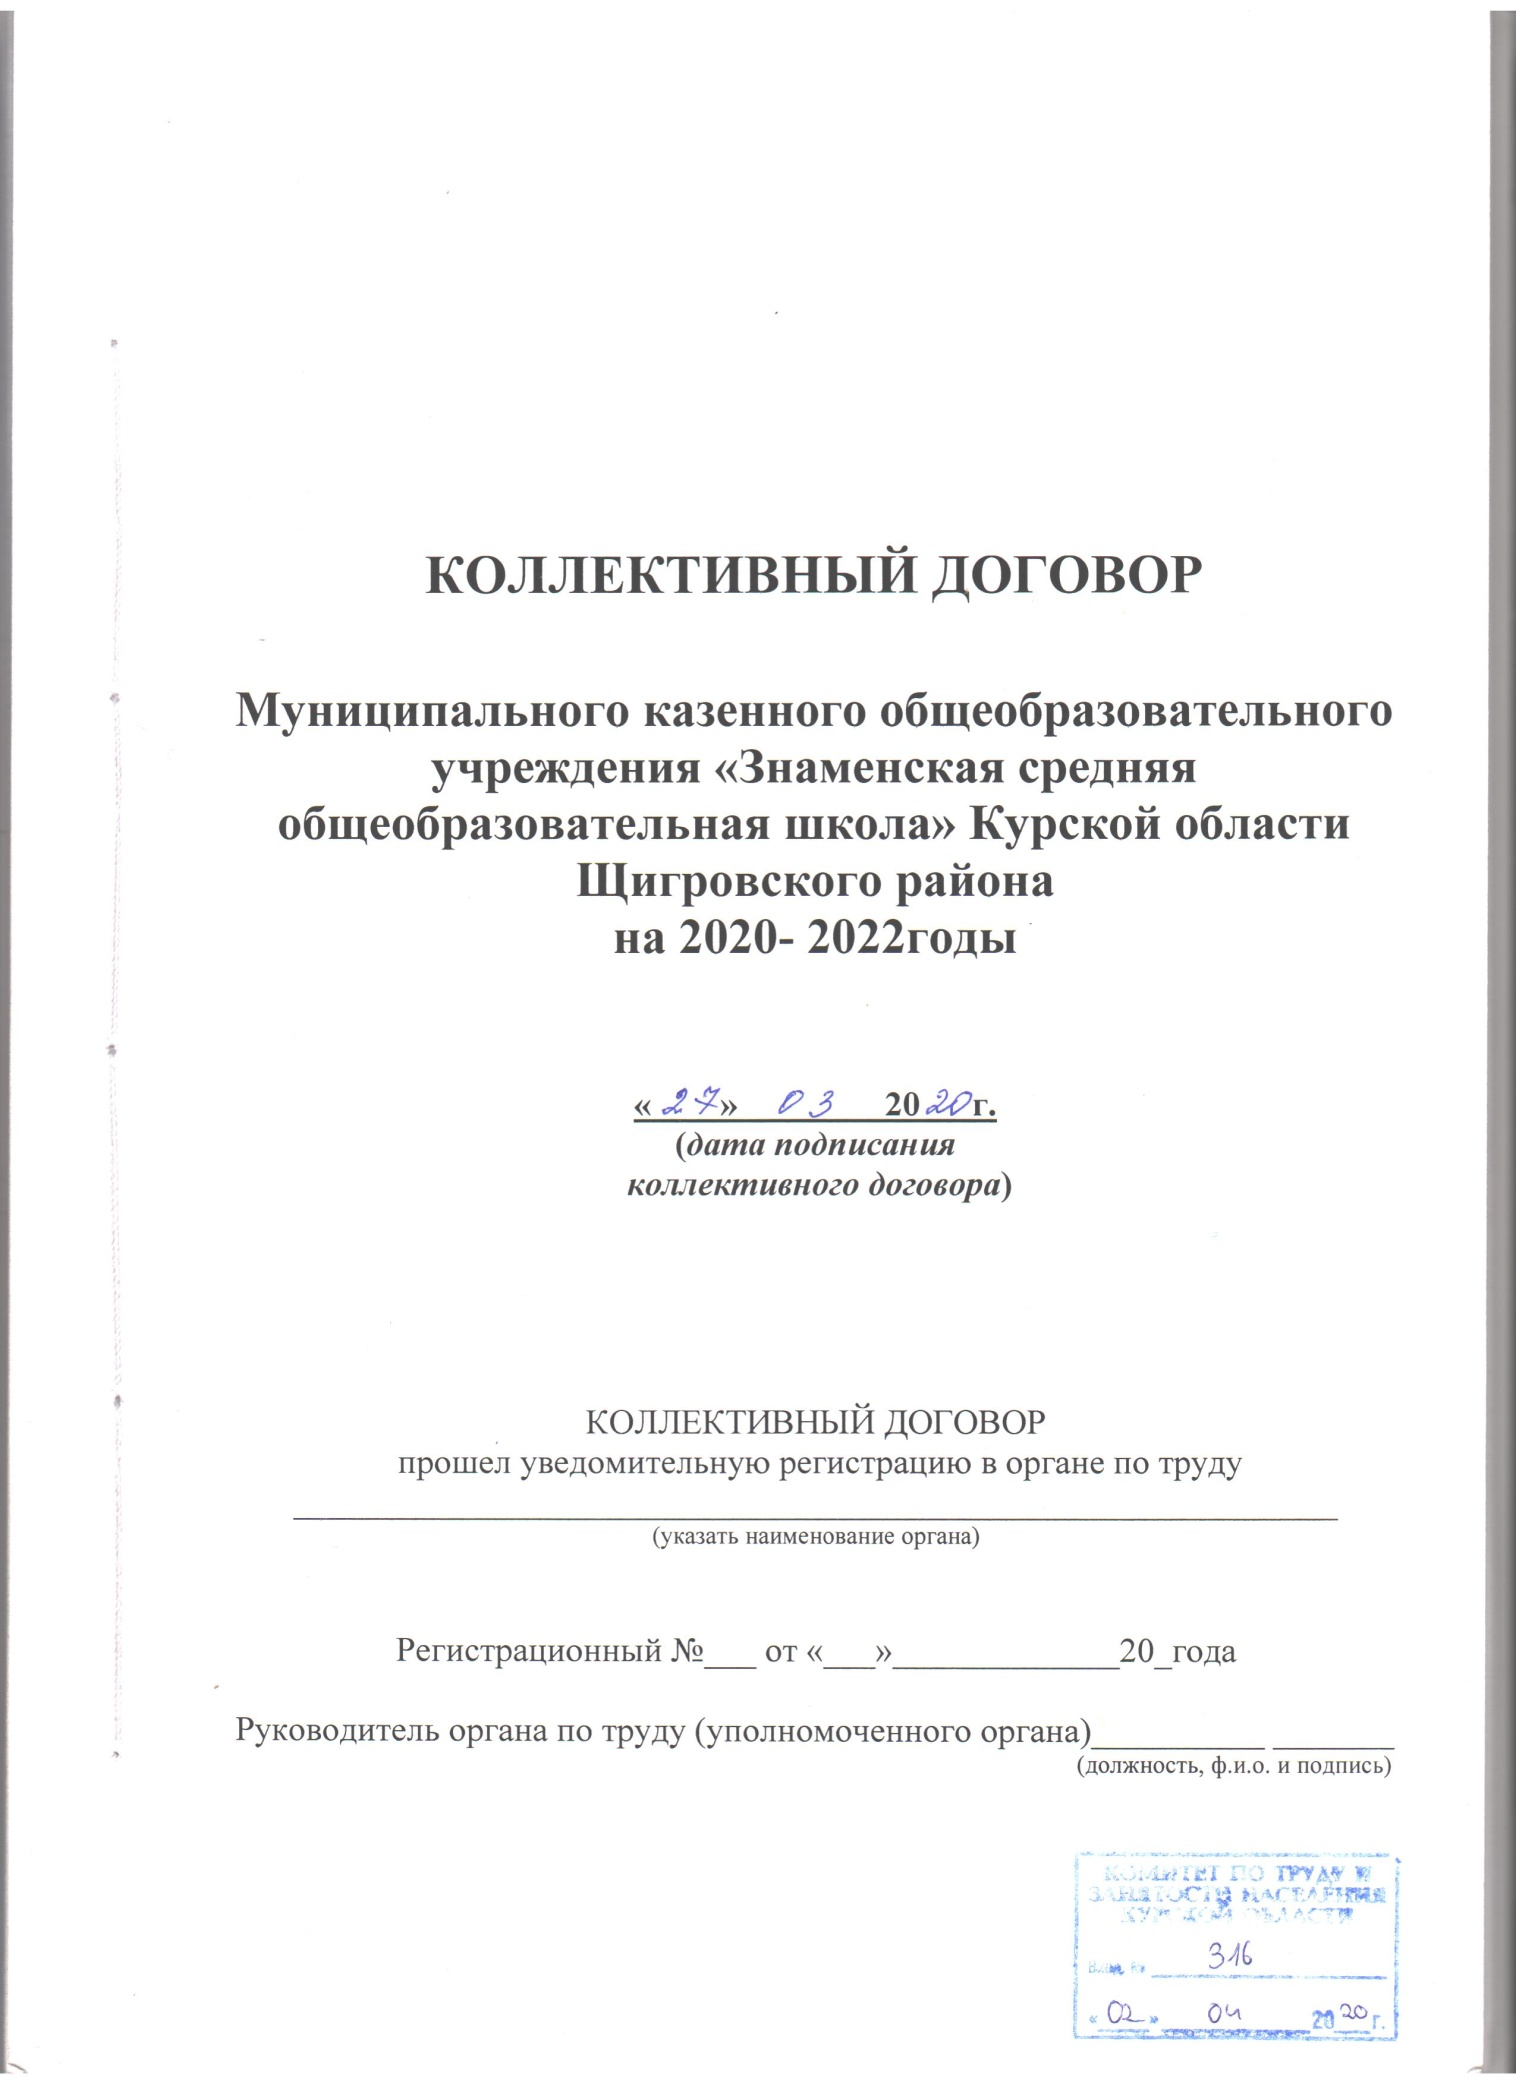 КОЛЛЕКТИВНЫЙ ДОГОВОР
Муниципального казенного общеобразовательного
учреждения «Знаменская средняя
общеобразовательная школа» Курской области
Щигровского района
на 2020- 2022годы
« 27» 03 2020г.
(дата подписания
коллективного договора)
КОЛЛЕКТИВНЫЙ ДОГОВОР
прошел уведомительную регистрацию в органе по труду
(указать наименование органа)
Регистрационный №___ от «___»_____________20_года
Руководитель органа по труду (уполномоченного органа)__________ _______
(должность, ф.и.о. и подпись)
КОМИТЕТ ПО ТРУДУ И
ЗАНЯТОСТИ НАСЕЛЕНИЯ
КУРСКОЙ ОБЛАСТИ
316
« 02 » 04 2020 г.